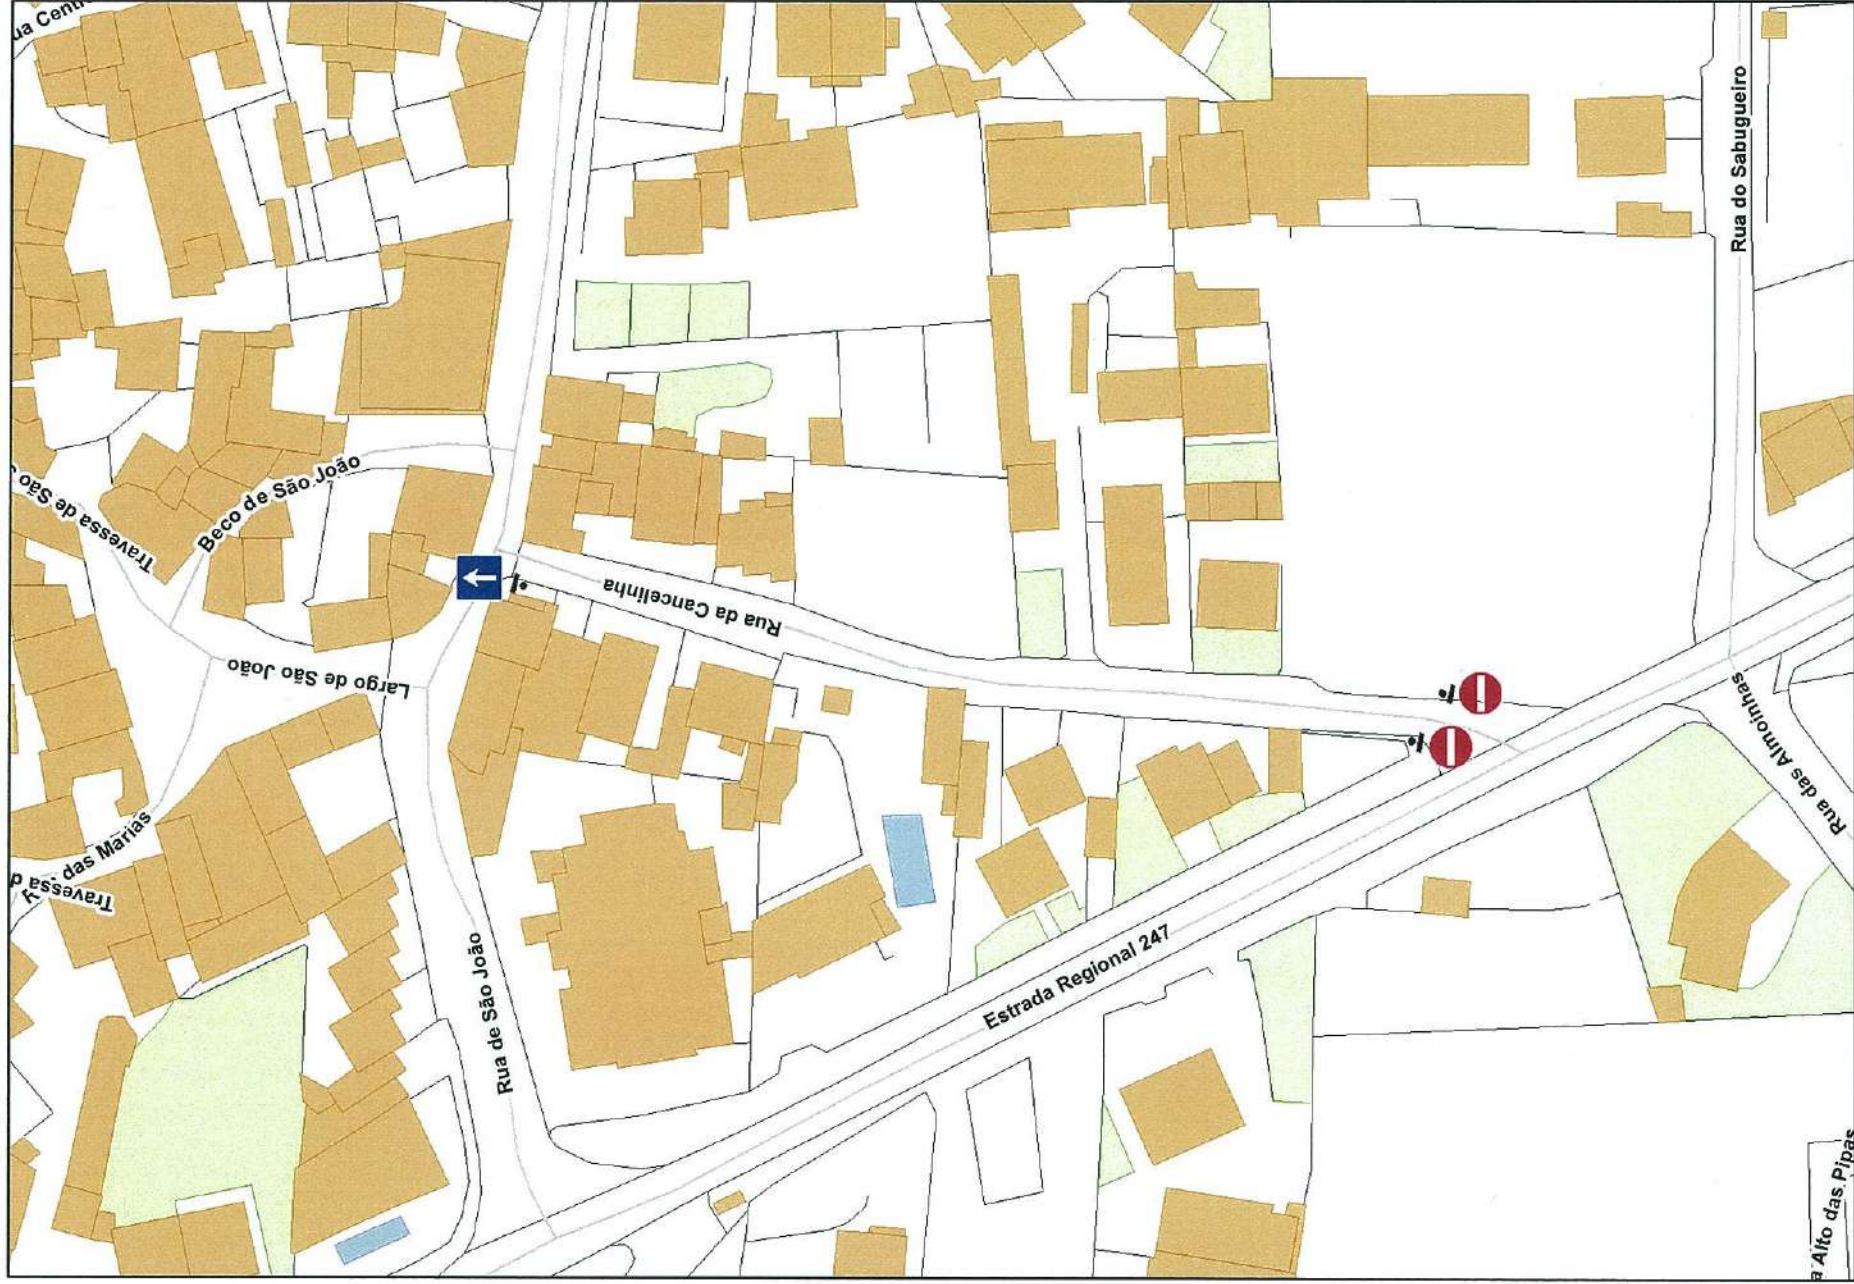 Rua do Sabugueiro
Travessa de São
Beco de São João
Rua da Cancelinha
Largo de São João
Rua das Almoinhas
das Marias
Travessa d
Estrada Regional 247
Rua de São João
a Alto das Pipas